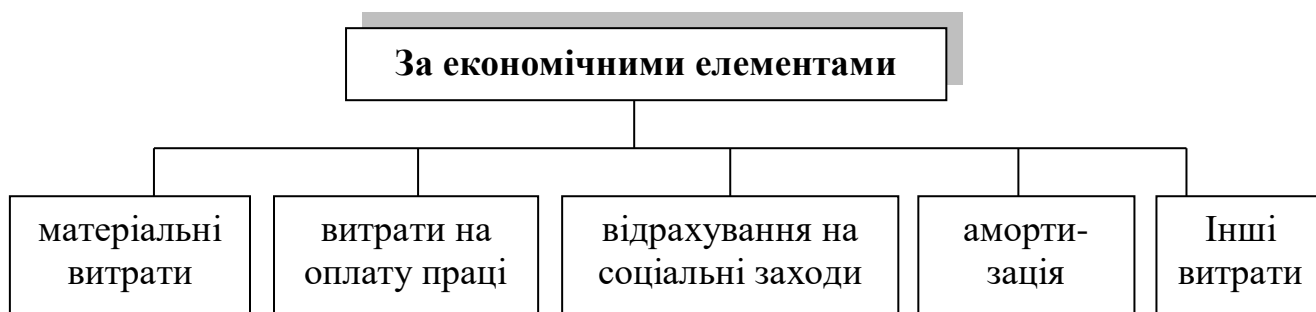 За економічними елементами
матеріальні
витрати
витрати на
оплату праці
відрахування на
соціальні заходи
аморти-
зація
Інші
витрати